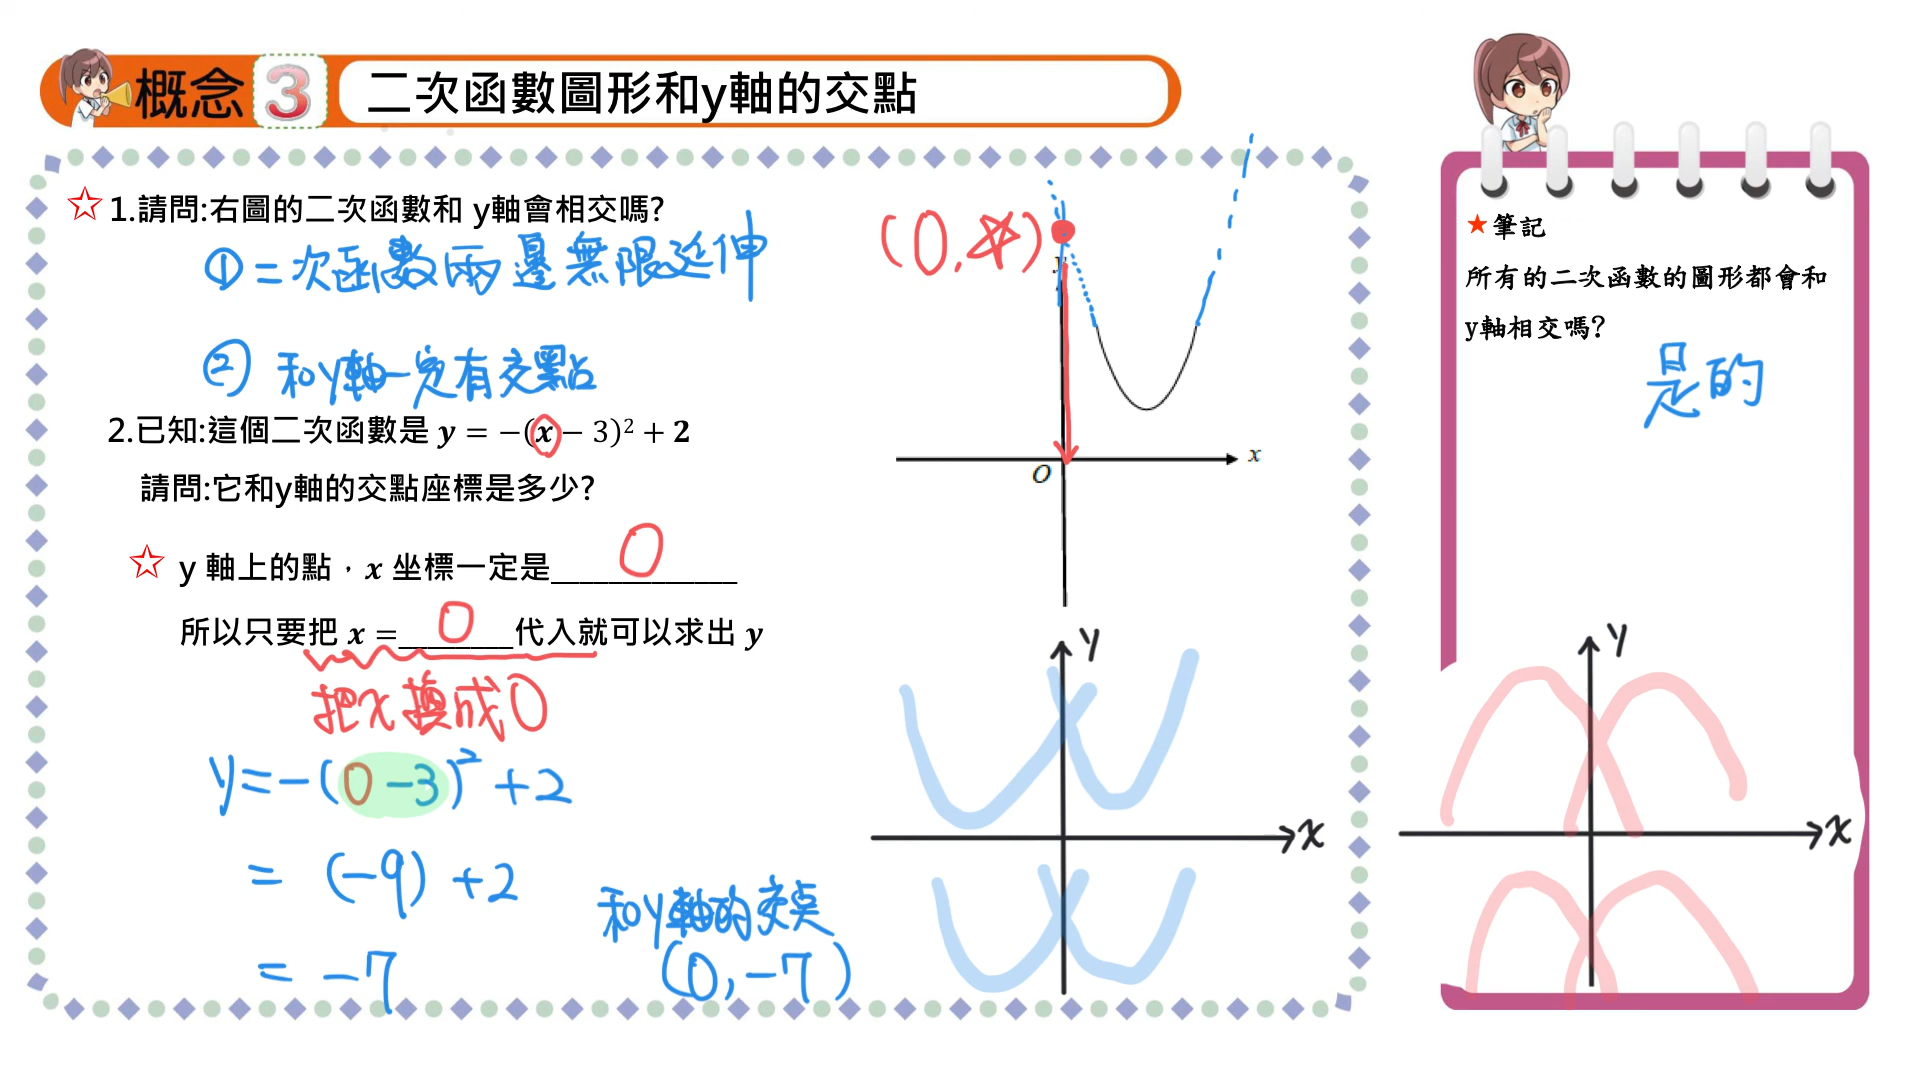 概念 3 二次函數圖形和y軸的交點
1.請問:右圖的二次函數和 y軸會相交嗎?
① 二次函數兩邊無限延伸
② 和y軸一定有交點
2.已知:這個二次函數是 y = −(x − 3)² + 2
請問:它和y軸的交點座標是多少?
y 軸上的點，x 坐標一定是 0
所以只要把 x = 0 代入就可以求出 y
把x換成0
y=-(0-3)²+2
= (-9)+2
= -7
和y軸的交点
(0,-7)
(0,☆)
y
x
O
y
x
★筆記
所有的二次函數的圖形都會和
y軸相交嗎?
是的
y
x